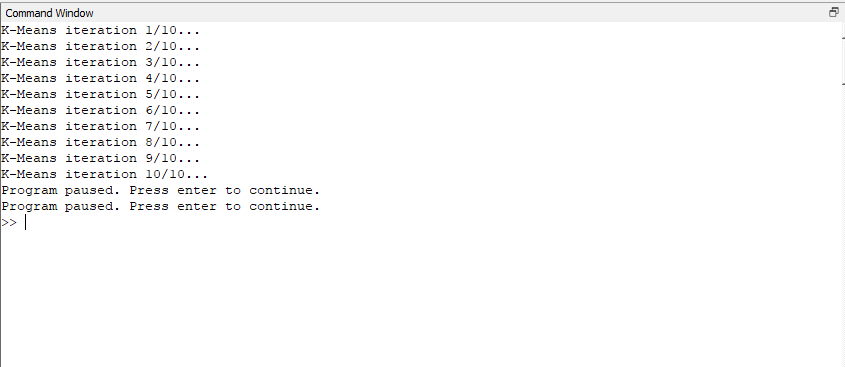 Command Window
K-Means iteration 1/10...
K-Means iteration 2/10...
K-Means iteration 3/10...
K-Means iteration 4/10...
K-Means iteration 5/10...
K-Means iteration 6/10...
K-Means iteration 7/10...
K-Means iteration 8/10...
K-Means iteration 9/10...
K-Means iteration 10/10...
Program paused. Press enter to continue.
Program paused. Press enter to continue.
>>